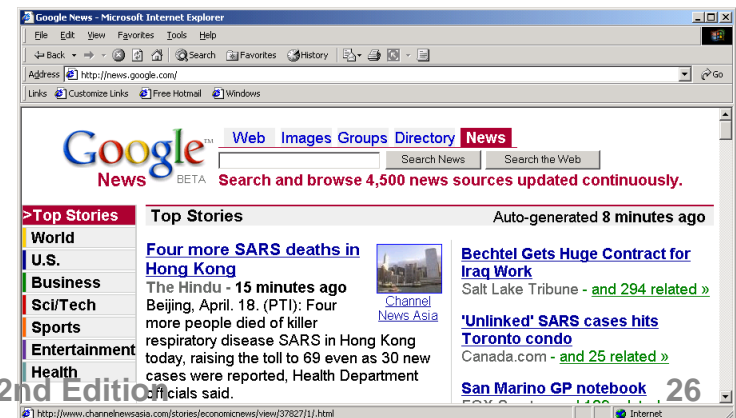 Google News - Microsoft Internet Explorer
File Edit View Favorites Tools Help
Back Search Favorites History
Address http://news.google.com/ Go
Links Customize Links Free Hotmail Windows
Google™
News BETA
Web Images Groups Directory News
Search News Search the Web
Search and browse 4,500 news sources updated continuously.
>Top Stories
World
U.S.
Business
Sci/Tech
Sports
Entertainment
Health
Top Stories Auto-generated 8 minutes ago
Four more SARS deaths in
Hong Kong
The Hindu - 15 minutes ago
Beijing, April. 18. (PTI): Four
more people died of killer
respiratory disease SARS in Hong Kong
today, raising the toll to 69 even as 30 new
cases were reported, Health Department
officials said.
Channel
News Asia
Bechtel Gets Huge Contract for
Iraq Work
Salt Lake Tribune - and 294 related »
'Unlinked' SARS cases hits
Toronto condo
Canada.com - and 25 related »
San Marino GP notebook
2nd Edition 26
http://www.channelnewsasia.com/stories/economicnews/view/37827/1/.html Internet